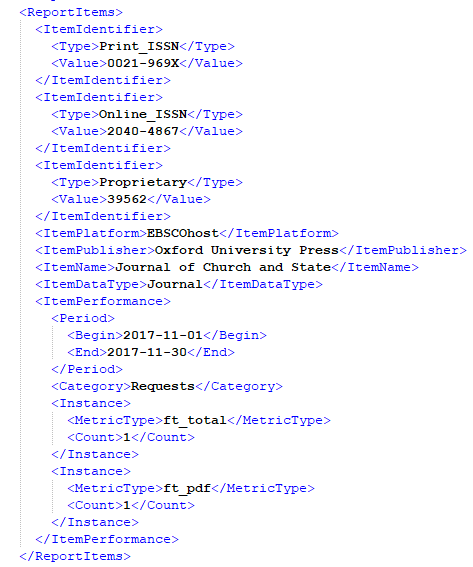 <ReportItems>
<ItemIdentifier>
<Type>Print_ISSN</Type>
<Value>0021-969X</Value>
</ItemIdentifier>
<ItemIdentifier>
<Type>Online_ISSN</Type>
<Value>2040-4867</Value>
</ItemIdentifier>
<ItemIdentifier>
<Type>Proprietary</Type>
<Value>39562</Value>
</ItemIdentifier>
<ItemPlatform>EBSCOhost</ItemPlatform>
<ItemPublisher>Oxford University Press</ItemPublisher>
<ItemName>Journal of Church and State</ItemName>
<ItemDataType>Journal</ItemDataType>
<ItemPerformance>
<Period>
<Begin>2017-11-01</Begin>
<End>2017-11-30</End>
</Period>
<Category>Requests</Category>
<Instance>
<MetricType>ft_total</MetricType>
<Count>1</Count>
</Instance>
<Instance>
<MetricType>ft_pdf</MetricType>
<Count>1</Count>
</Instance>
</ItemPerformance>
</ReportItems>